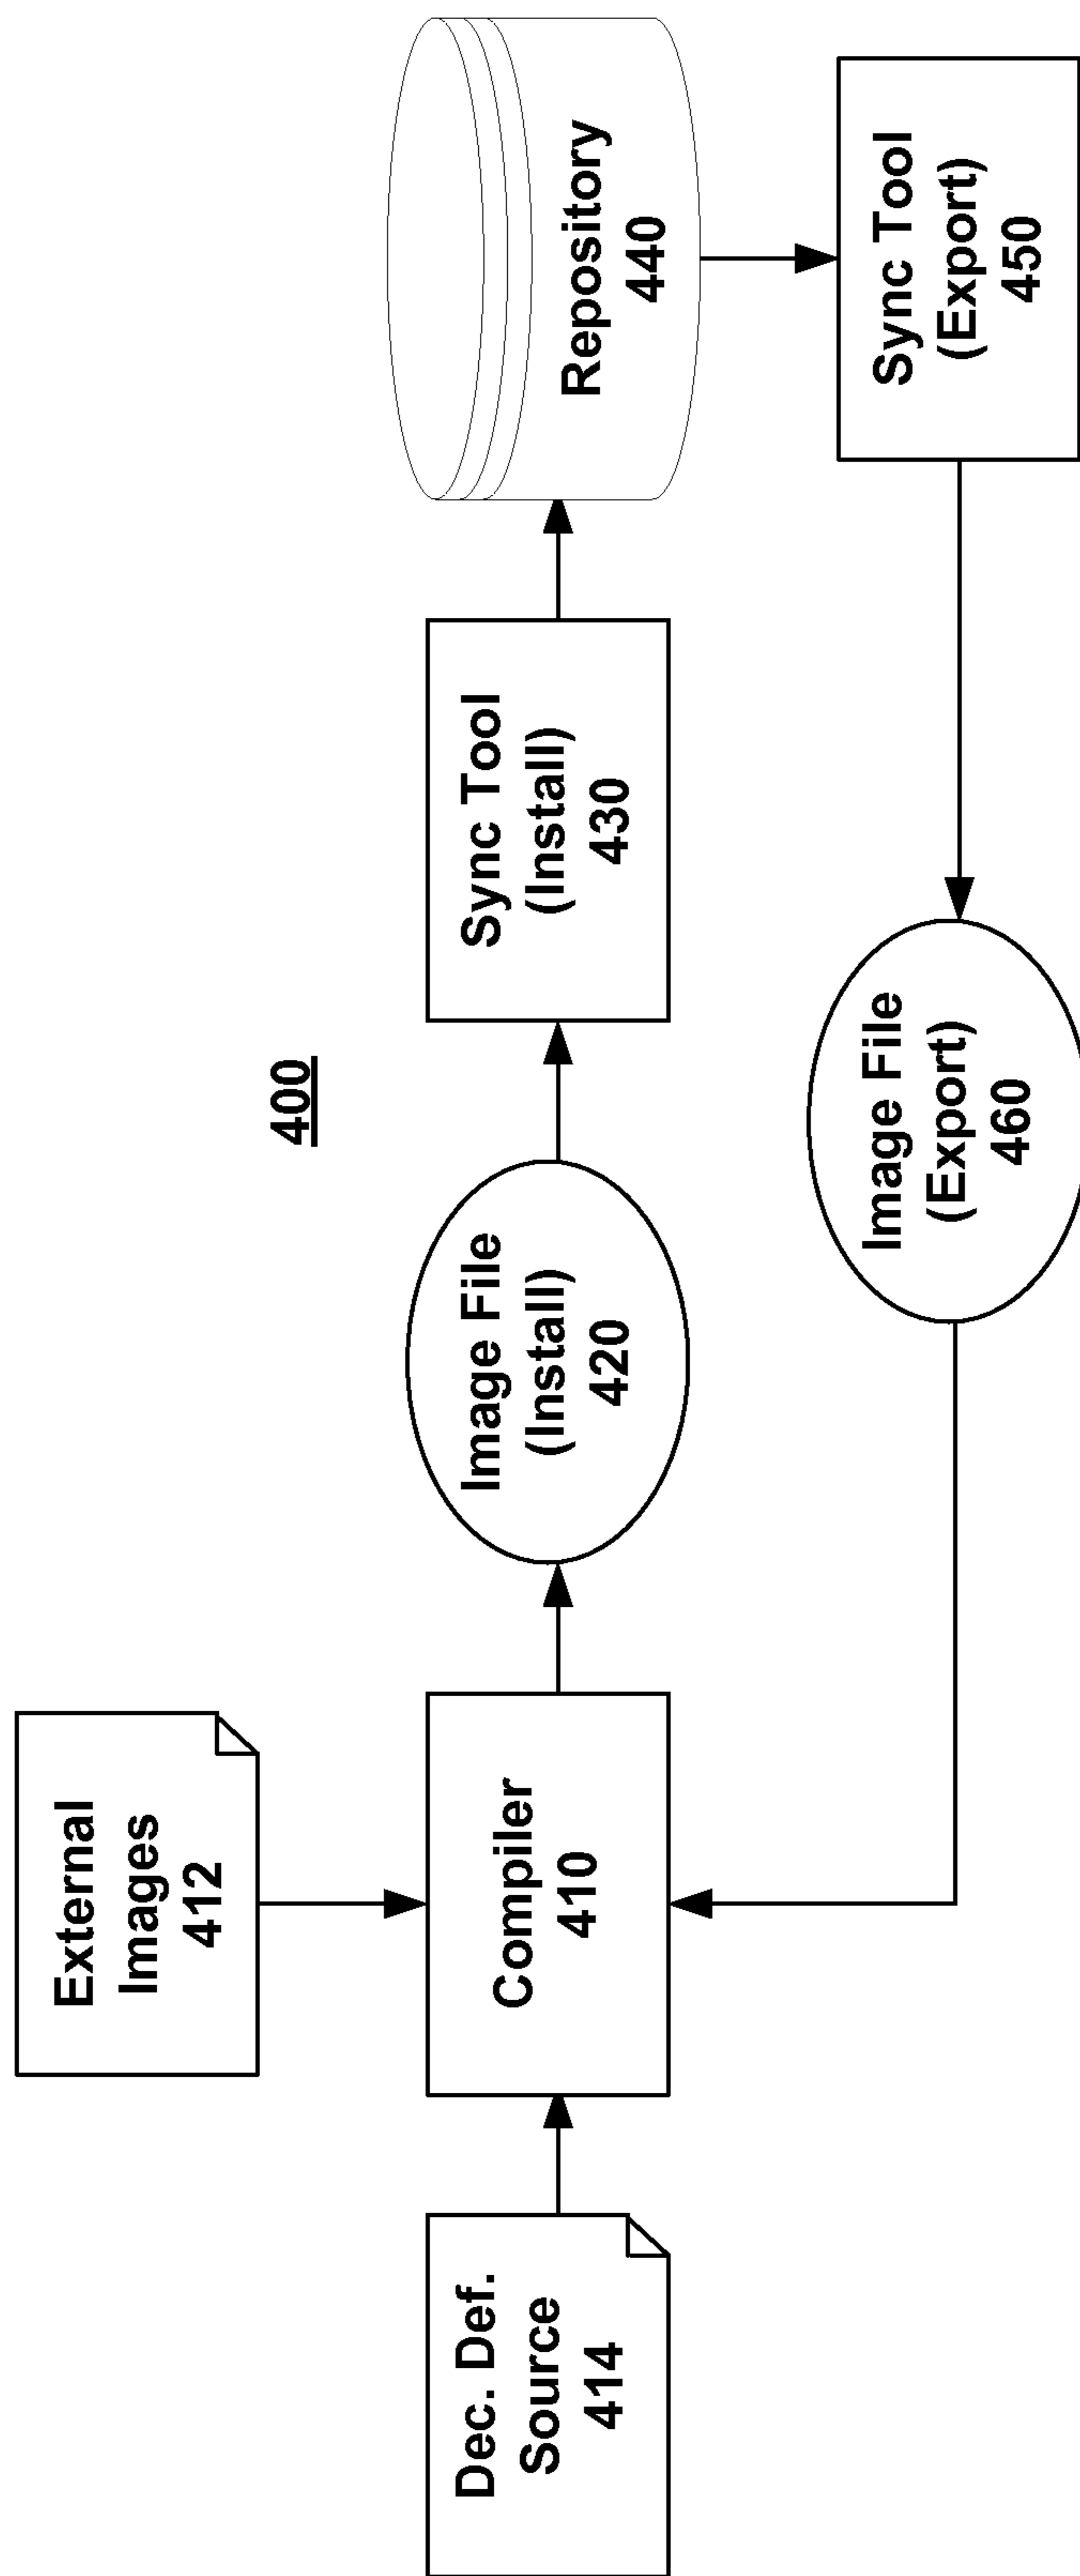 400
External
Images
412
Dec. Def.
Source
414
Compiler
410
Image File
(Install)
420
Sync Tool
(Install)
430
Repository
440
Image File
(Export)
460
Sync Tool
(Export)
450